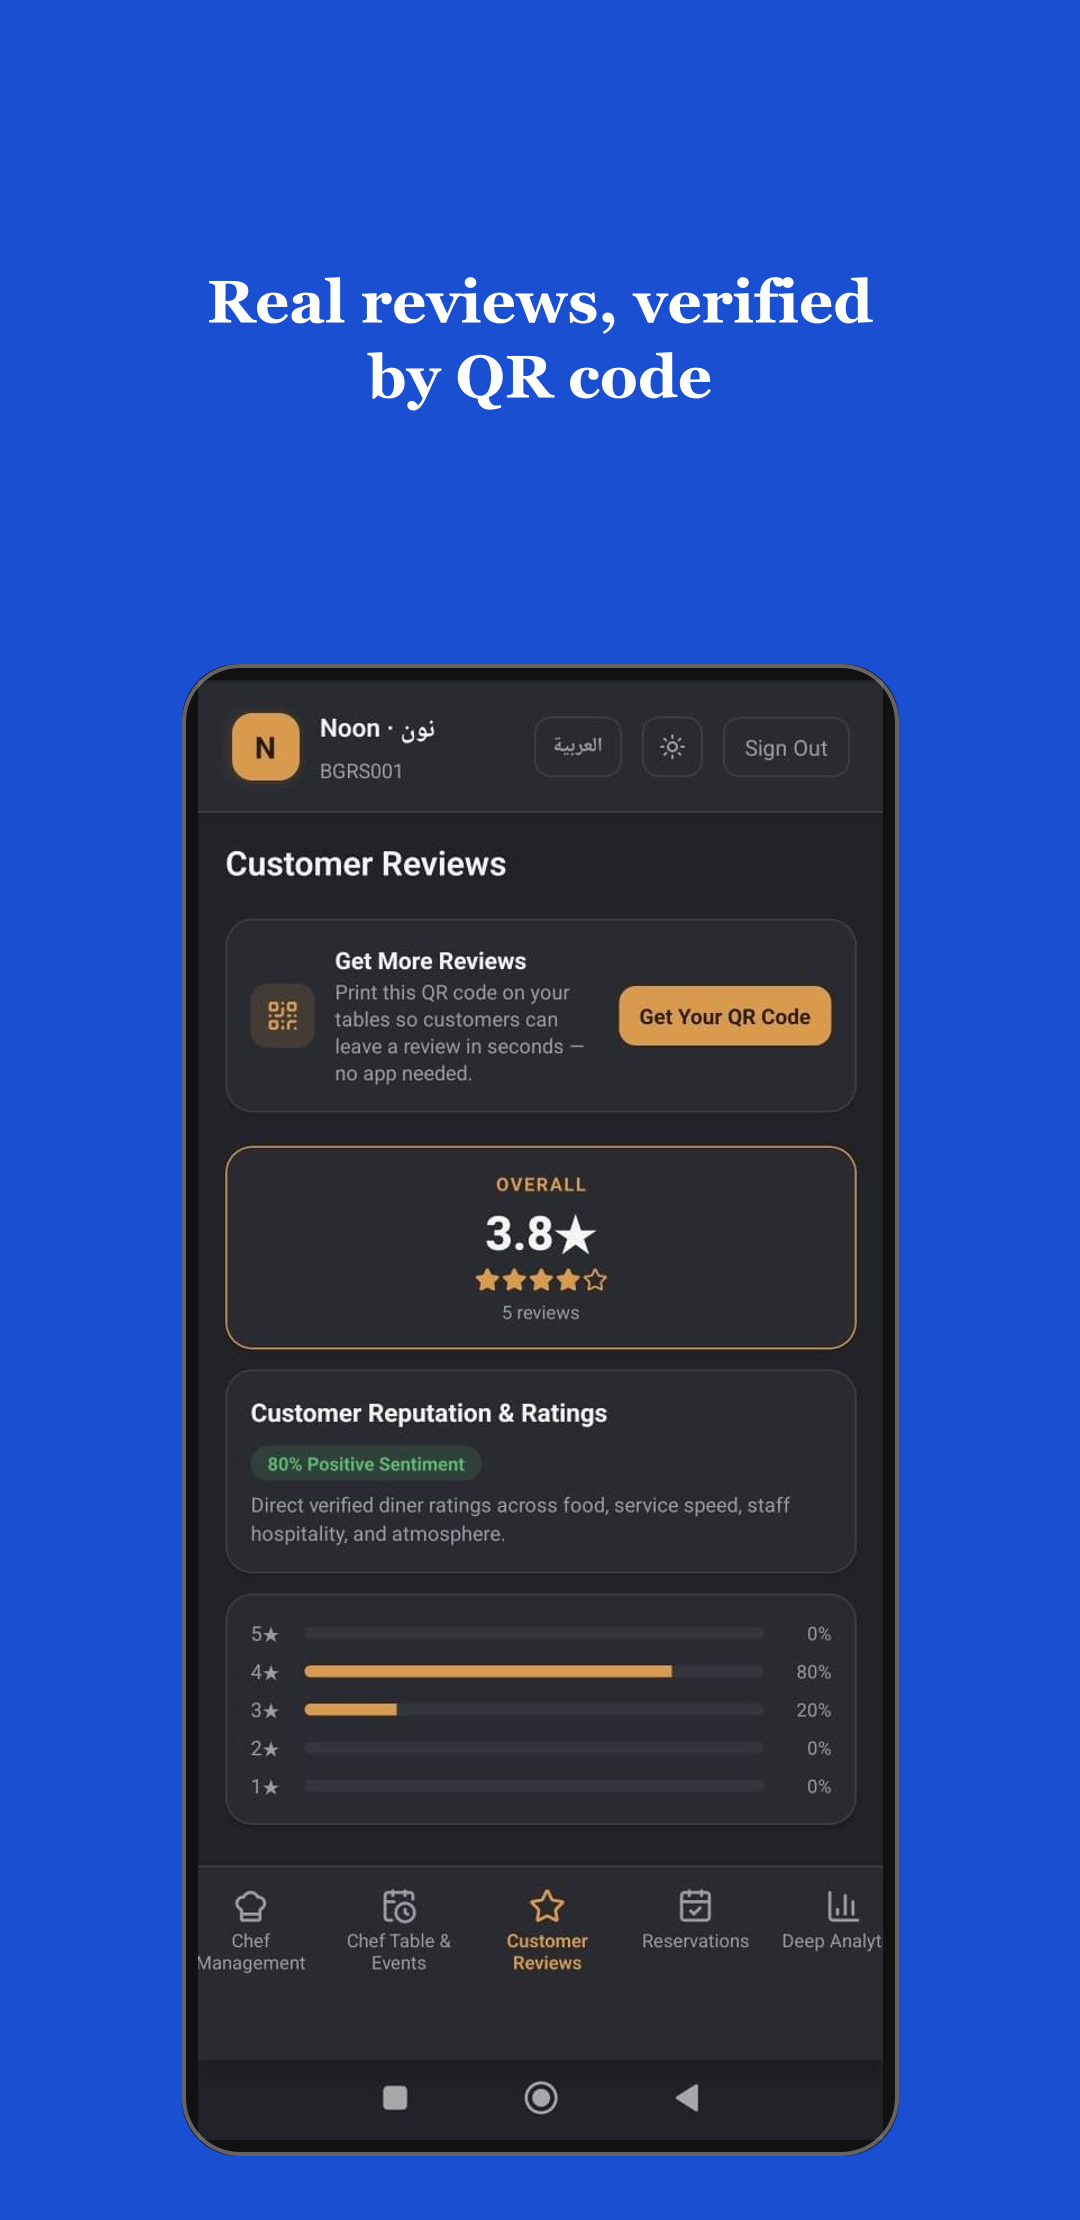 Real reviews, verified
by QR code
N
Noon · نون
BGRS001
العربية
Sign Out
Customer Reviews
Get More Reviews
Print this QR code on your
tables so customers can
leave a review in seconds —
no app needed.
Get Your QR Code
OVERALL
3.8★
5 reviews
Customer Reputation & Ratings
80% Positive Sentiment
Direct verified diner ratings across food, service speed, staff
hospitality, and atmosphere.
5★ 0%
4★ 80%
3★ 20%
2★ 0%
1★ 0%
Chef
Management
Chef Table &
Events
Customer
Reviews
Reservations
Deep Analyt